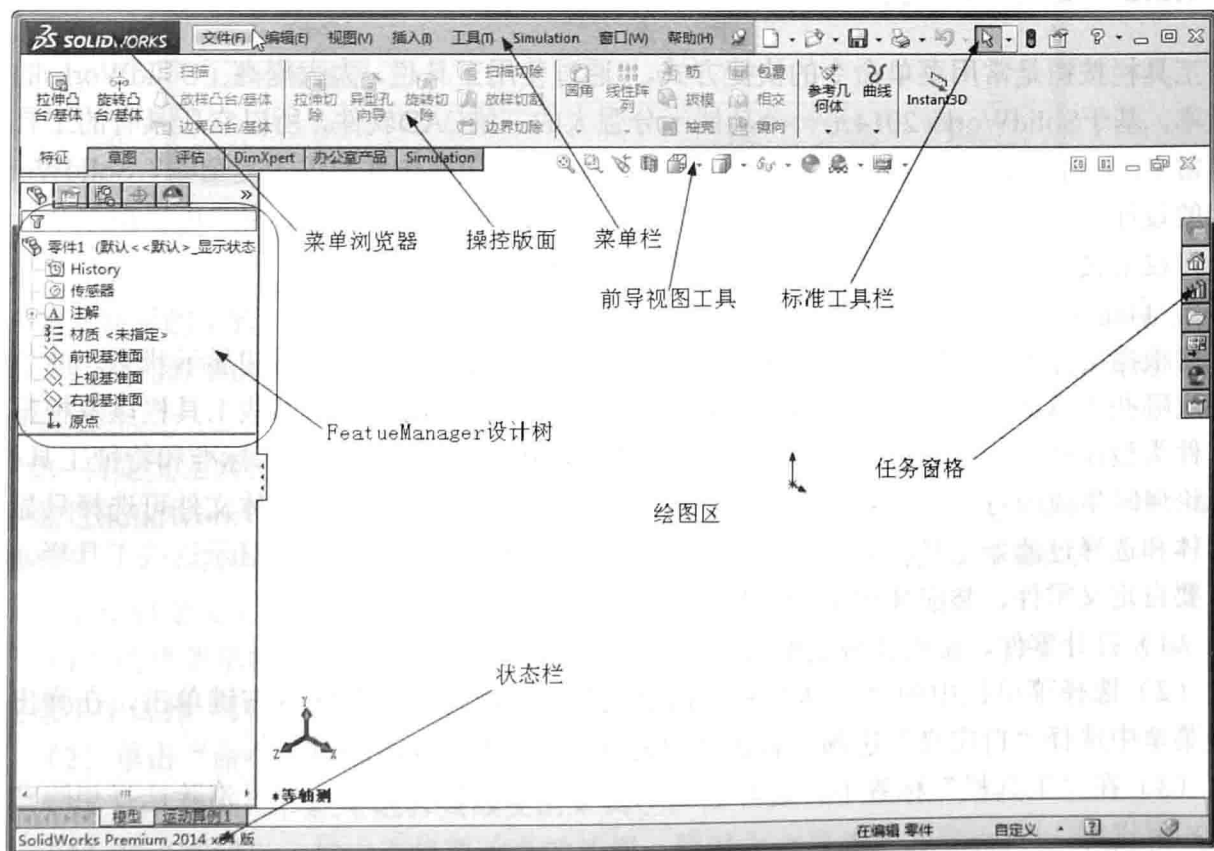 SOLIDWORKS 文件(F) 编辑(E) 视图(V) 插入(I) 工具(T) Simulation 窗口(W) 帮助(H)
拉伸凸台/基体
旋转凸台/基体
扫描
放样凸台/基体
边界凸台/基体
拉伸切除
异型孔向导
旋转切除
扫描切除
放样切割
边界切除
圆角
线性阵列
筋
拔模
抽壳
包覆
相交
镜向
参考几何体
曲线
Instant3D
特征 草图 评估 DimXpert 办公室产品 Simulation
菜单浏览器 操控版面 菜单栏
前导视图工具 标准工具栏
零件1 (默认<<默认>_显示状态
History
传感器
A 注解
材质 <未指定>
前视基准面
上视基准面
右视基准面
原点
FeatueManager设计树
任务窗格
绘图区
状态栏
Y
Z X
*等轴测
模型 运动算例1
SolidWorks Premium 2014 x64 版 在编辑 零件 自定义